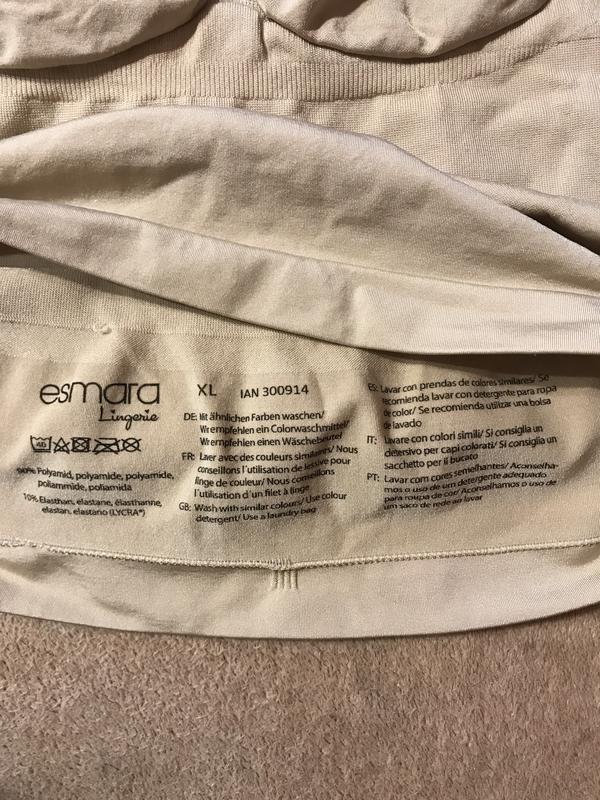 esmara
Lingerie
40
90% Polyamid, polyamide, polyamide,
poliammide, poliamida
10% Elasthan, elastane, élasthanne,
elastan, elastano (LYCRA®)
XL IAN 300914
DE: Mit ähnlichen Farben waschen/
Wir empfehlen ein Colorwaschmittel/
Wir empfehlen einen Wäschebeutel
FR: Laer avec des couleurs similaires/ Nous
conseillons l'utilisation de lessive pour
linge de couleur/ Nous conseillons
l'utilisation d'un filet à linge
GB: Wash with similar colours/ Use colour
detergent/ Use a laundry bag
ES: Lavar con prendas de colores similares/ Se
recomienda lavar con detergente para ropa
de color/ Se recomienda utilizar una bolsa
de lavado
IT: Lavare con colori simili/ Si consiglia un
detersivo per capi colorati/ Si consiglia un
sacchetto per il bucato
PT: Lavar com cores semelhantes/ Aconselha-
mos o uso de um detergente adequado
para roupa de cor/ Aconselhamos o uso de
um saco de rede ao lavar